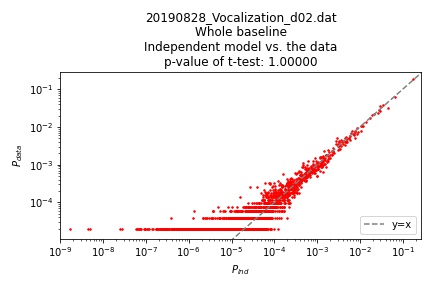 20190828_Vocalization_d02.dat
Whole baseline
Independent model vs. the data
p-value of t-test: 1.00000
10⁻¹
10⁻²
10⁻³
10⁻⁴
P_data
10⁻⁹ 10⁻⁸ 10⁻⁷ 10⁻⁶ 10⁻⁵ 10⁻⁴ 10⁻³ 10⁻² 10⁻¹
P_ind
y=x